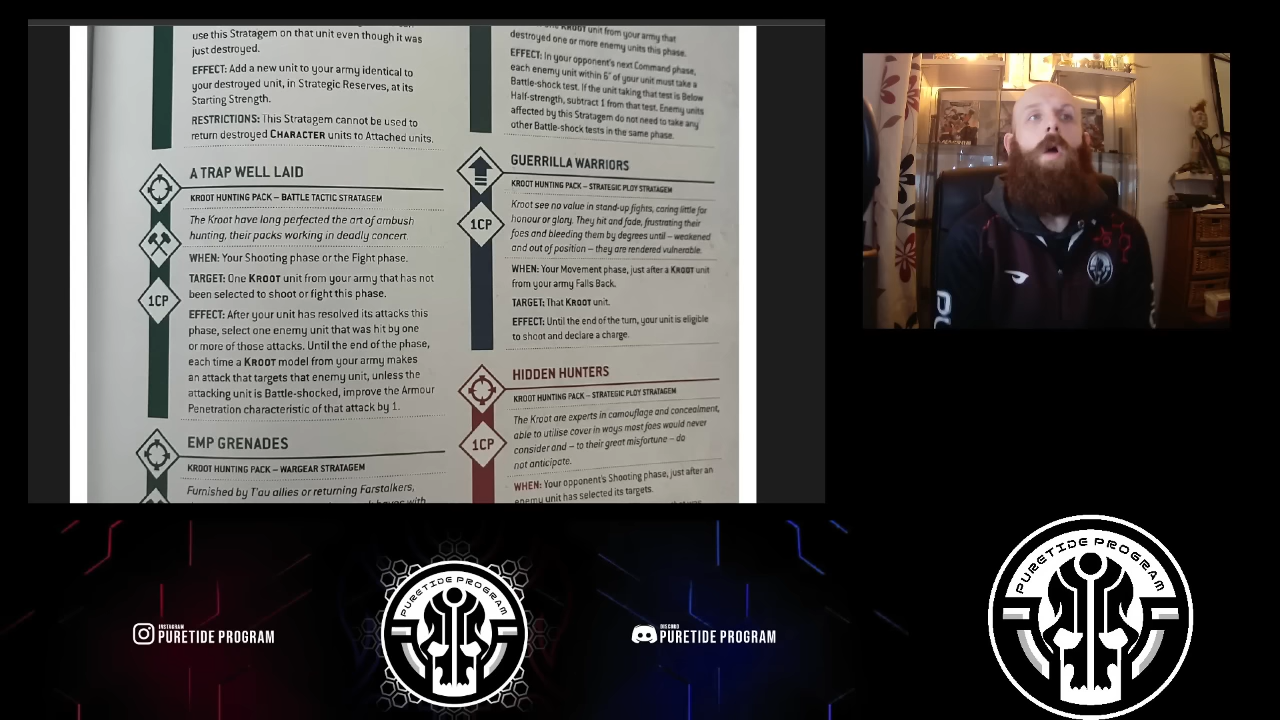 use this Stratagem on that unit even though it was
just destroyed.
EFFECT: Add a new unit to your army identical to
your destroyed unit, in Strategic Reserves, at its
Starting Strength.
RESTRICTIONS: This Stratagem cannot be used to
return destroyed CHARACTER units to Attached units.
A TRAP WELL LAID
KROOT HUNTING PACK – BATTLE TACTIC STRATAGEM
The Kroot have long perfected the art of ambush
hunting, their packs working in deadly concert.
WHEN: Your Shooting phase or the Fight phase.
TARGET: One KROOT unit from your army that has not
been selected to shoot or fight this phase.
1CP
EFFECT: After your unit has resolved its attacks this
phase, select one enemy unit that was hit by one
or more of those attacks. Until the end of the phase,
each time a KROOT model from your army makes
an attack that targets that enemy unit, unless the
attacking unit is Battle-shocked, improve the Armour
Penetration characteristic of that attack by 1.
EMP GRENADES
KROOT HUNTING PACK – WARGEAR STRATAGEM
Furnished by T'au allies or returning Farstalkers,
KROOT unit from your army that
destroyed one or more enemy units this phase.
EFFECT: In your opponent's next Command phase,
each enemy unit within 6" of your unit must take a
Battle-shock test. If the unit taking that test is Below
Half-strength, subtract 1 from that test. Enemy units
affected by this Stratagem do not need to take any
other Battle-shock tests in the same phase.
GUERRILLA WARRIORS
KROOT HUNTING PACK – STRATEGIC PLOY STRATAGEM
1CP
Kroot see no value in stand-up fights, caring little for
honour or glory. They hit and fade, frustrating their
foes and bleeding them by degrees until – weakened
and out of position – they are rendered vulnerable.
WHEN: Your Movement phase, just after a KROOT unit
from your army Falls Back.
TARGET: That KROOT unit.
EFFECT: Until the end of the turn, your unit is eligible
to shoot and declare a charge.
HIDDEN HUNTERS
KROOT HUNTING PACK – STRATEGIC PLOY STRATAGEM
1CP
The Kroot are experts in camouflage and concealment,
able to utilise cover in ways most foes would never
consider and – to their great misfortune – do
not anticipate.
WHEN: Your opponent's Shooting phase, just after an
enemy unit has selected its targets.
INSTAGRAM
PURETIDE PROGRAM
PURETIDE PROGRAM
DISCORD
PURETIDE PROGRAM
PURETIDE PROGRAM